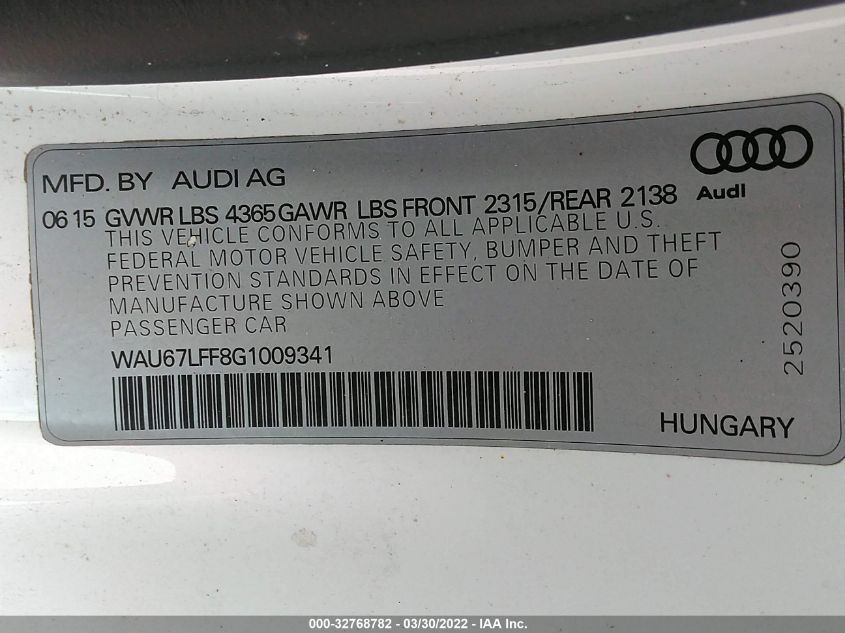 MFD. BY AUDI AG
Audi
06 15 GVWR LBS 4365 GAWR LBS FRONT 2315/REAR 2138
THIS VEHICLE CONFORMS TO ALL APPLICABLE U.S.
FEDERAL MOTOR VEHICLE SAFETY, BUMPER AND THEFT
PREVENTION STANDARDS IN EFFECT ON THE DATE OF
MANUFACTURE SHOWN ABOVE
PASSENGER CAR
WAU67LFF8G1009341
2520390
HUNGARY
000-32768782 - 03/30/2022 - IAA Inc.